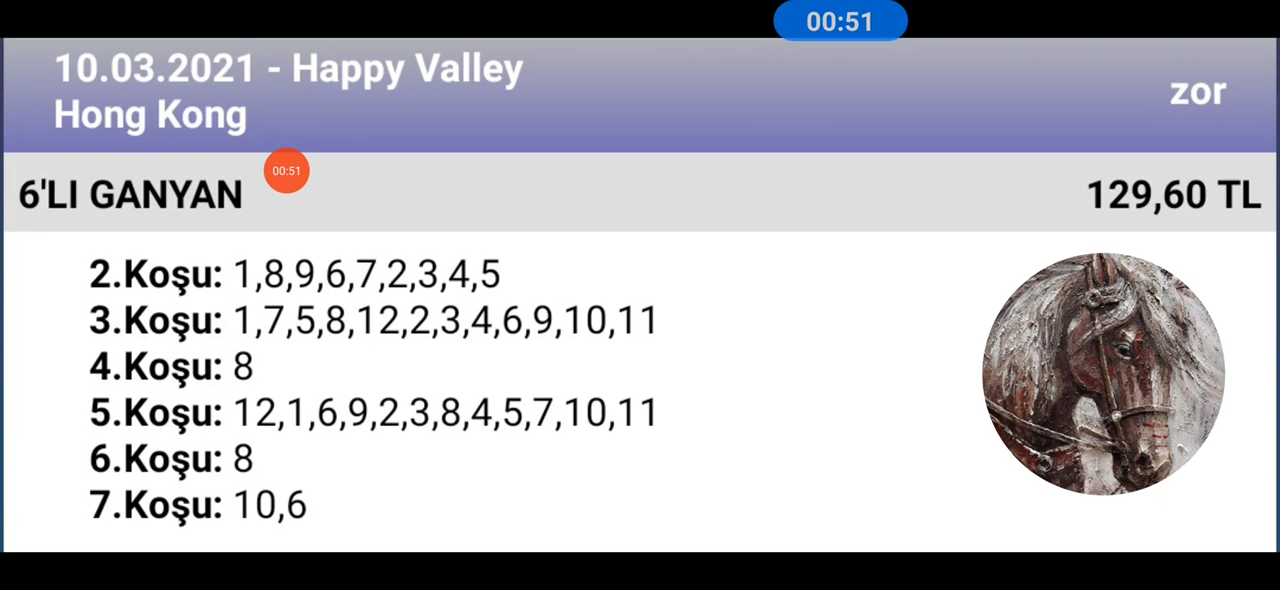 00:51
10.03.2021 - Happy Valley
Hong Kong
zor
00:51
6'LI GANYAN
129,60 TL
2.Koşu: 1,8,9,6,7,2,3,4,5
3.Koşu: 1,7,5,8,12,2,3,4,6,9,10,11
4.Koşu: 8
5.Koşu: 12,1,6,9,2,3,8,4,5,7,10,11
6.Koşu: 8
7.Koşu: 10,6